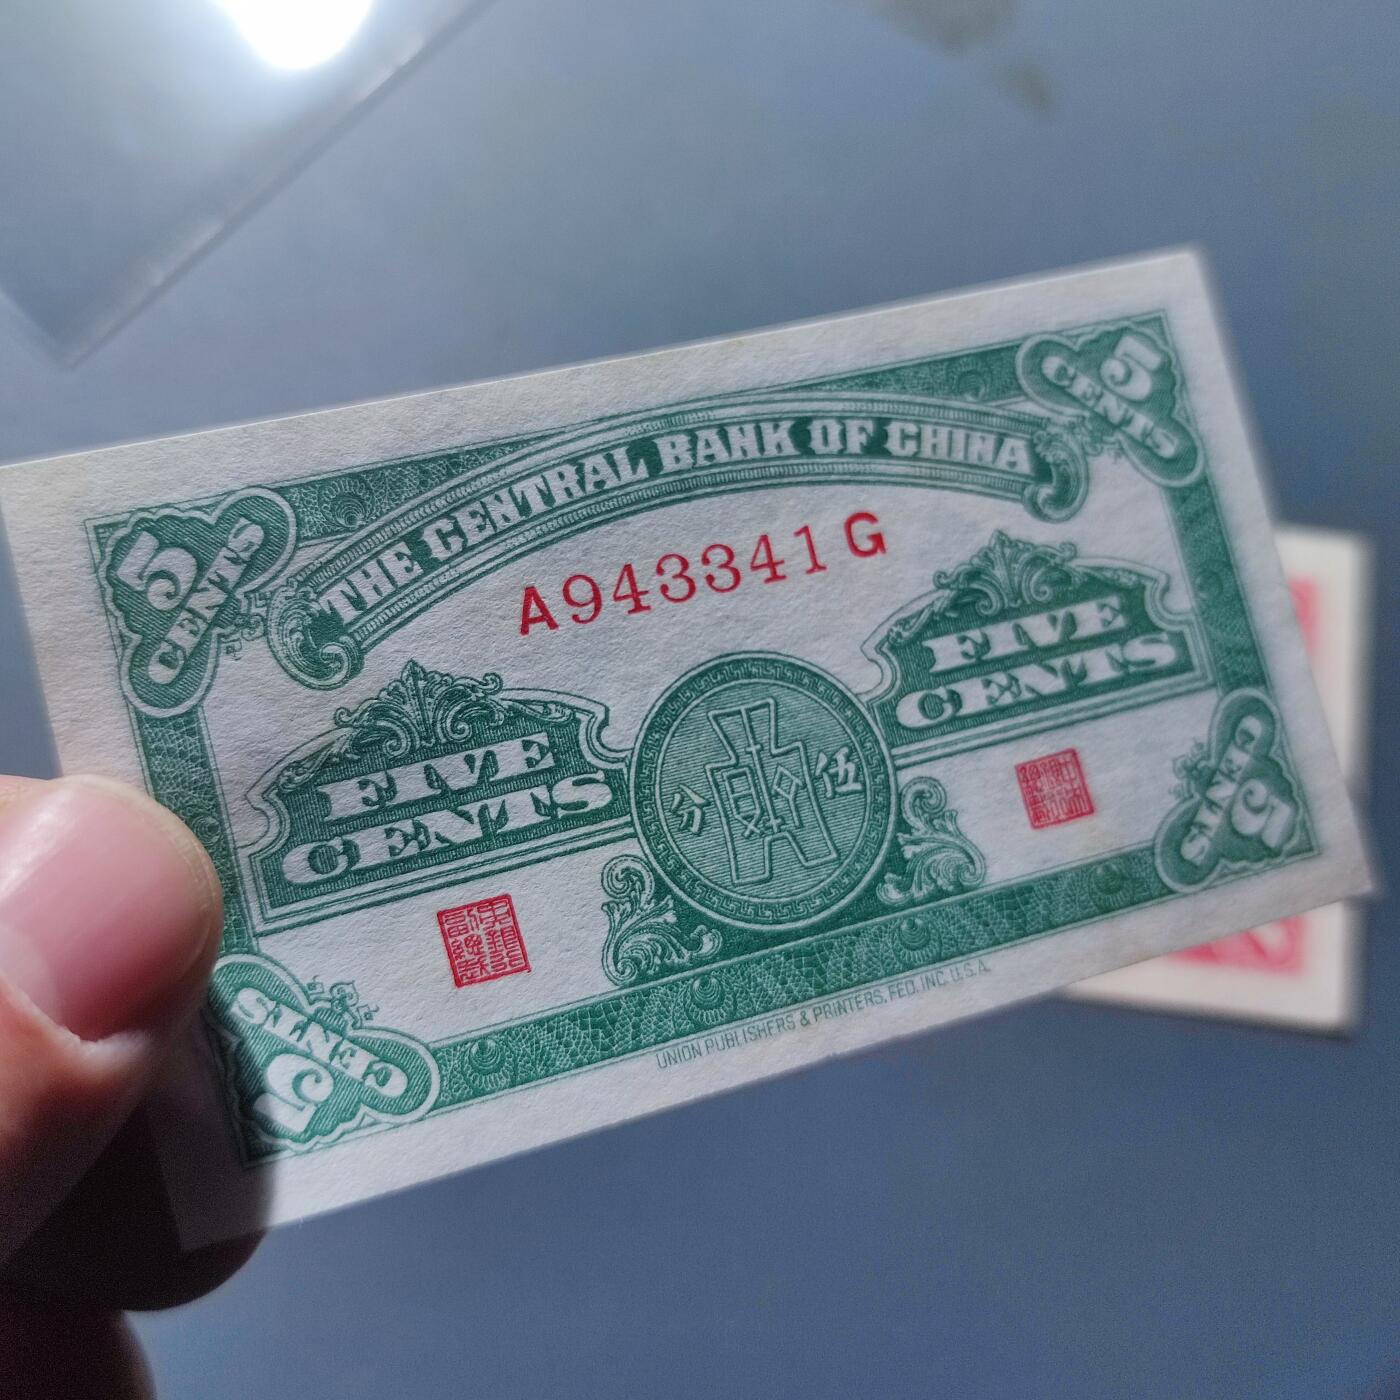 5
CENTS
5
CENTS
THE CENTRAL BANK OF CHINA
A943341G
FIVE
CENTS
FIVE
CENTS
分 伍
5
CENTS
5
CENTS
UNION PUBLISHERS & PRINTERS, FED. INC. U.S.A.